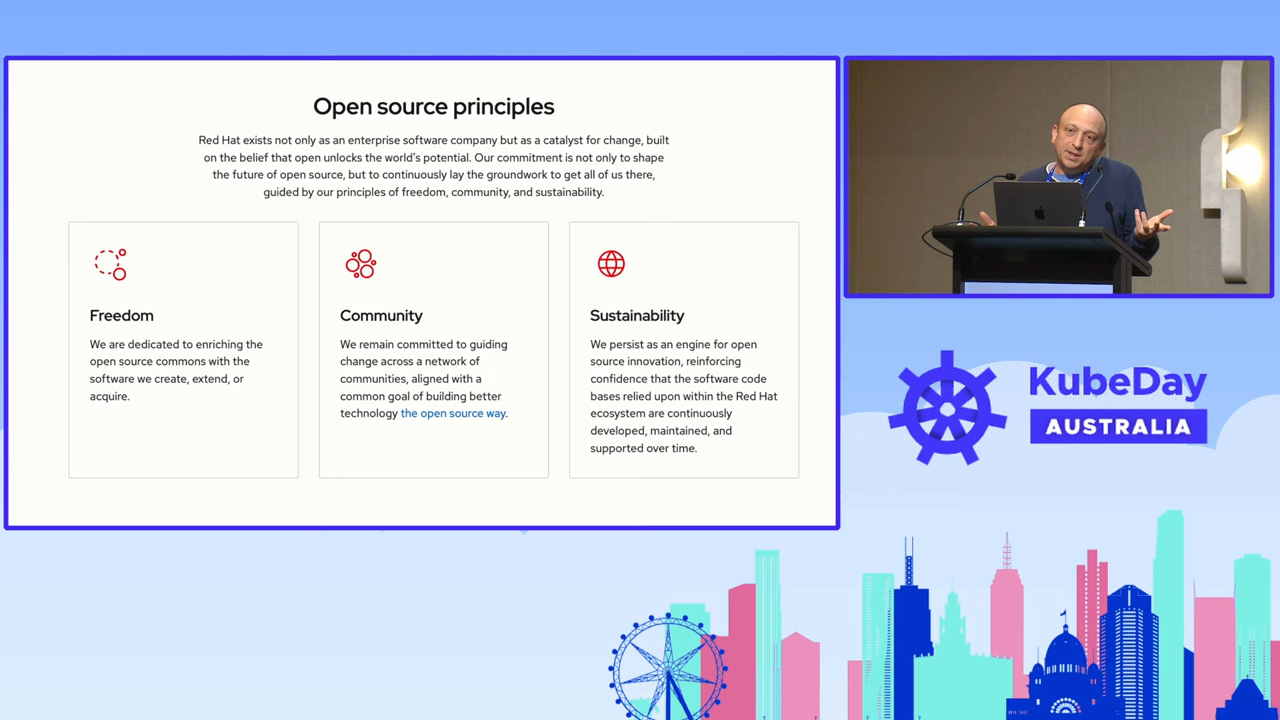 Open source principles
Red Hat exists not only as an enterprise software company but as a catalyst for change, built
on the belief that open unlocks the world's potential. Our commitment is not only to shape
the future of open source, but to continuously lay the groundwork to get all of us there,
guided by our principles of freedom, community, and sustainability.
Freedom
We are dedicated to enriching the
open source commons with the
software we create, extend, or
acquire.
Community
We remain committed to guiding
change across a network of
communities, aligned with a
common goal of building better
technology the open source way.
Sustainability
We persist as an engine for open
source innovation, reinforcing
confidence that the software code
bases relied upon within the Red Hat
ecosystem are continuously
developed, maintained, and
supported over time.
KubeDay
AUSTRALIA